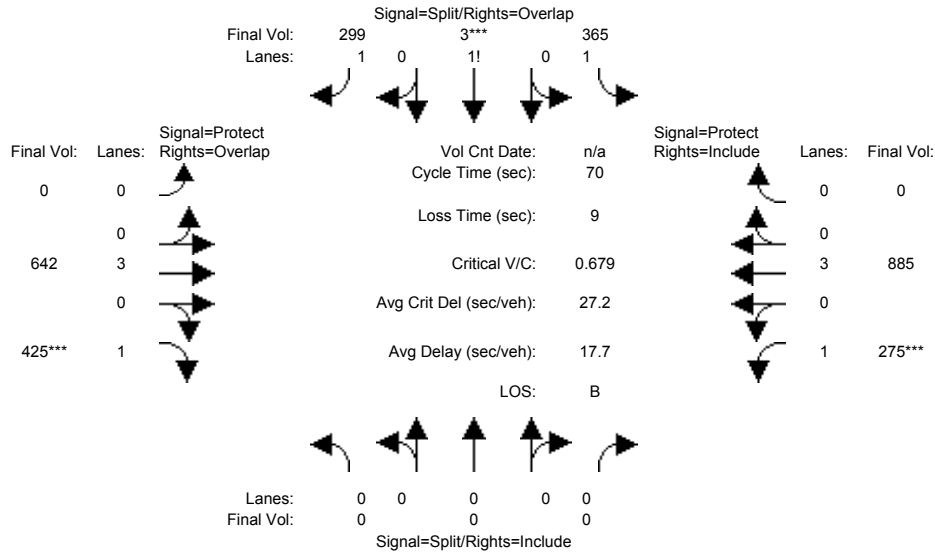 Signal=Split/Rights=Overlap
Final Vol: 299 3*** 365
Lanes: 1 0 1! 0 1
Signal=Protect Signal=Protect
Final Vol: Lanes: Rights=Overlap Vol Cnt Date: n/a Rights=Include Lanes: Final Vol:
Cycle Time (sec): 70
0 0 0 0
Loss Time (sec): 9
0 0
642 3 Critical V/C: 0.679 3 885
0 Avg Crit Del (sec/veh): 27.2 0
425*** 1 Avg Delay (sec/veh): 17.7 1 275***
LOS: B
Lanes: 0 0 0 0 0
Final Vol: 0 0 0
Signal=Split/Rights=Include